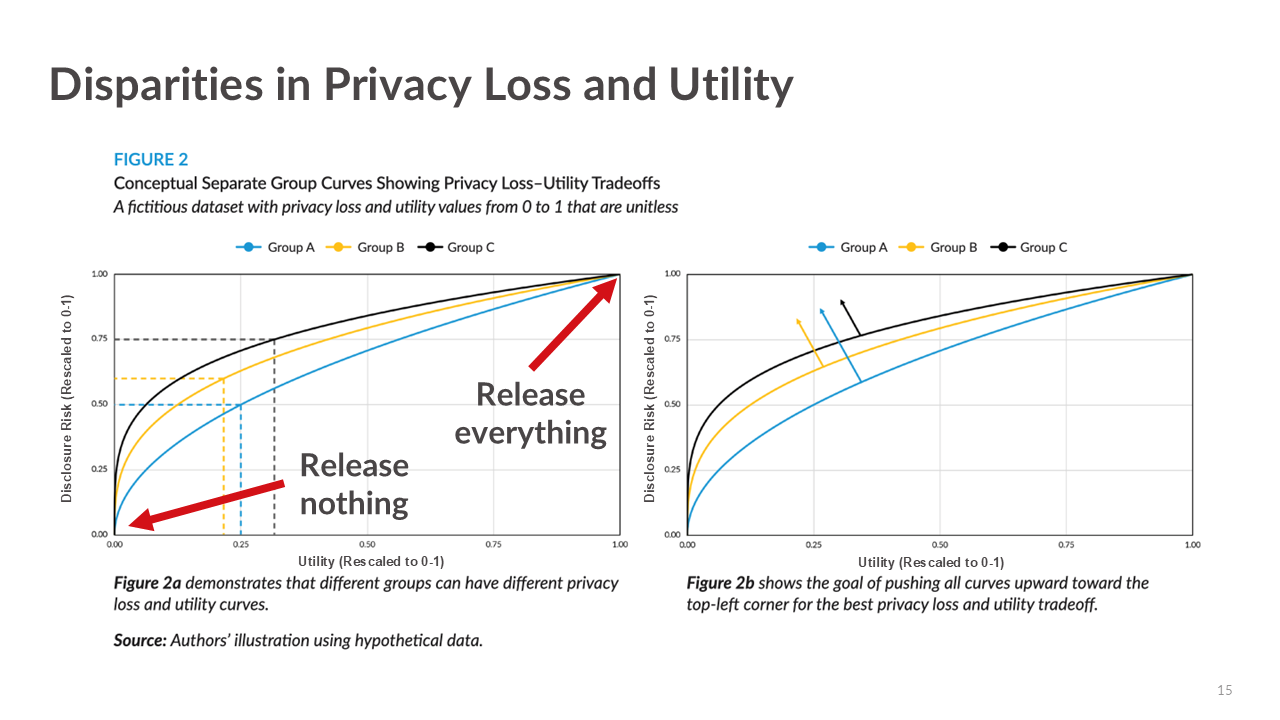 Disparities in Privacy Loss and Utility
FIGURE 2
Conceptual Separate Group Curves Showing Privacy Loss–Utility Tradeoffs
A fictitious dataset with privacy loss and utility values from 0 to 1 that are unitless
Group A Group B Group C
1.00
0.75
0.50
0.25
0.00
Disclosure Risk (Rescaled to 0-1)
Release
everything
Release
nothing
0.00 0.25 0.50 0.75 1.00
Utility (Rescaled to 0-1)
Figure 2a demonstrates that different groups can have different privacy
loss and utility curves.
Source: Authors’ illustration using hypothetical data.
Group A Group B Group C
1.00
0.75
0.50
0.25
0.00
Disclosure Risk (Rescaled to 0-1)
0.00 0.25 0.50 0.75 1.00
Utility (Rescaled to 0-1)
Figure 2b shows the goal of pushing all curves upward toward the
top-left corner for the best privacy loss and utility tradeoff.
15